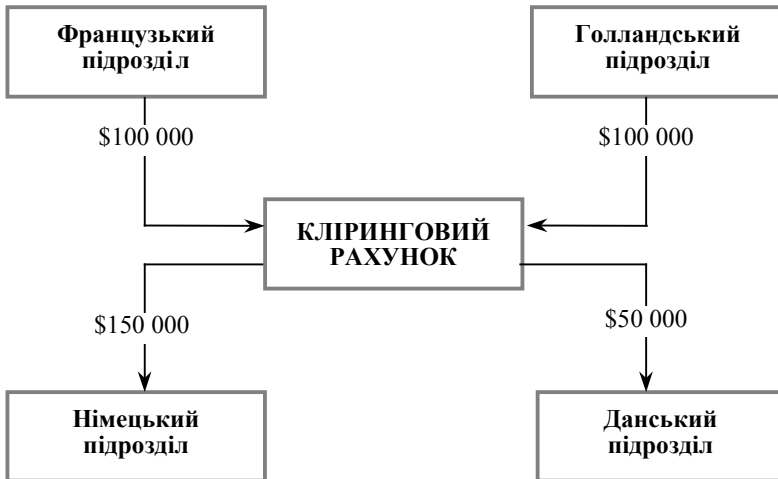 Французький
підрозділ
Голландський
підрозділ
$100 000
$100 000
КЛІРИНГОВИЙ
РАХУНОК
$150 000
$50 000
Німецький
підрозділ
Данський
підрозділ